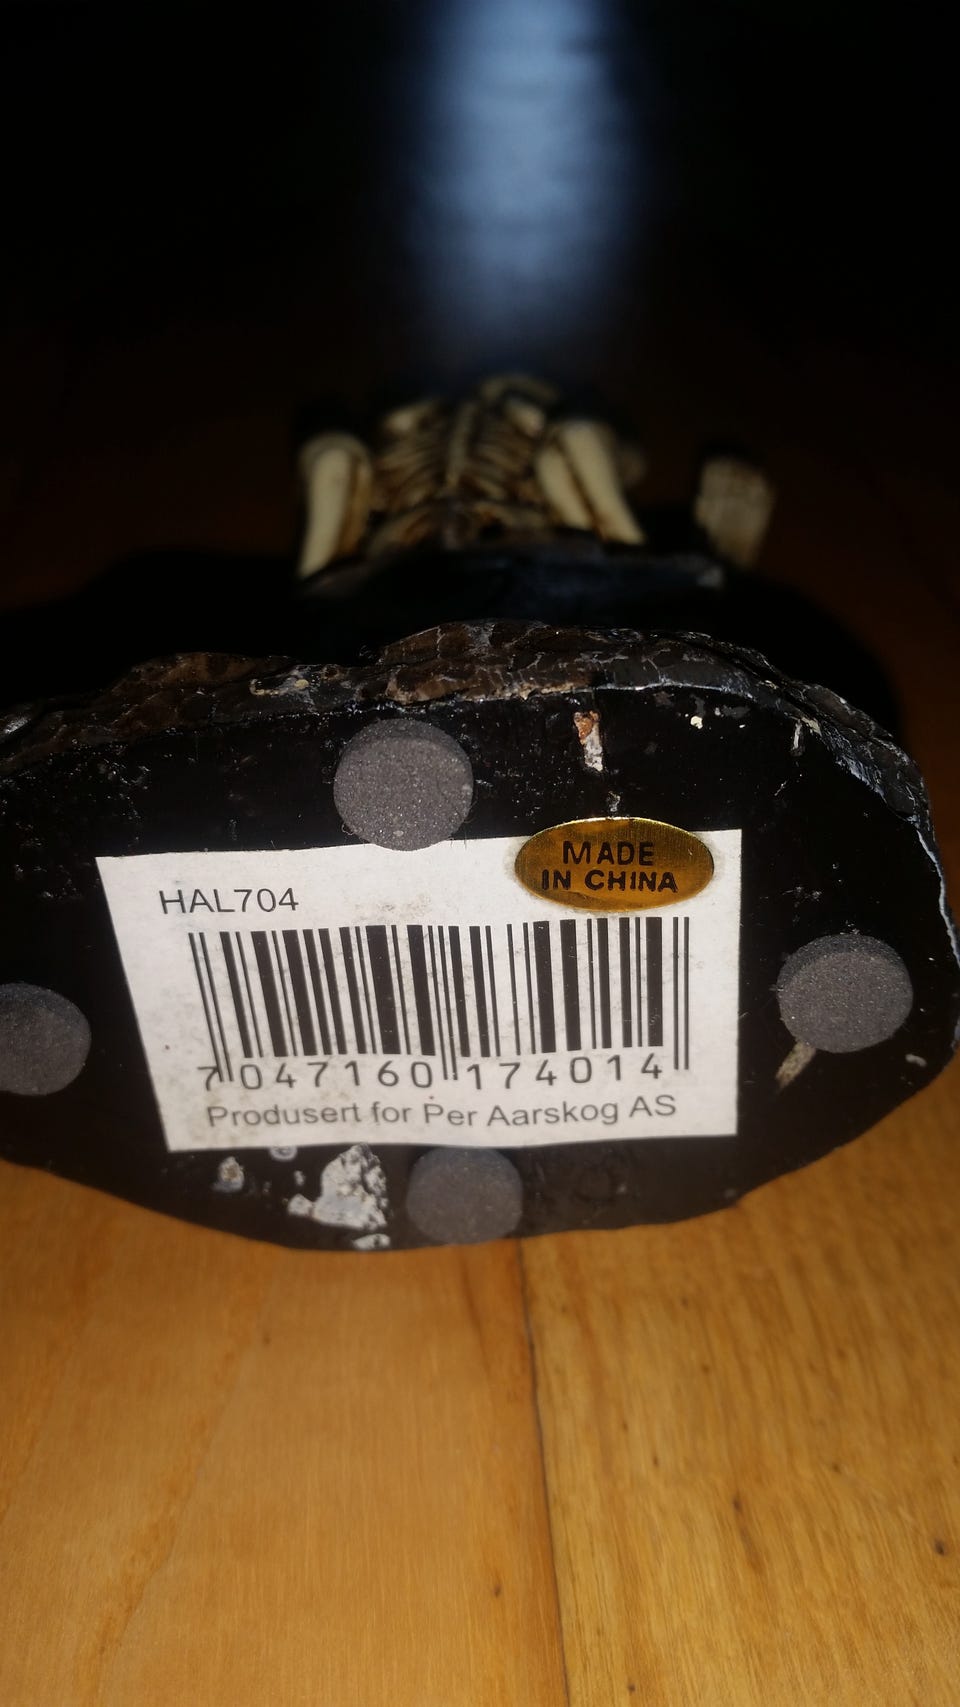 MADE
IN CHINA
HAL704
7 047160 174014
Produsert for Per Aarskog AS